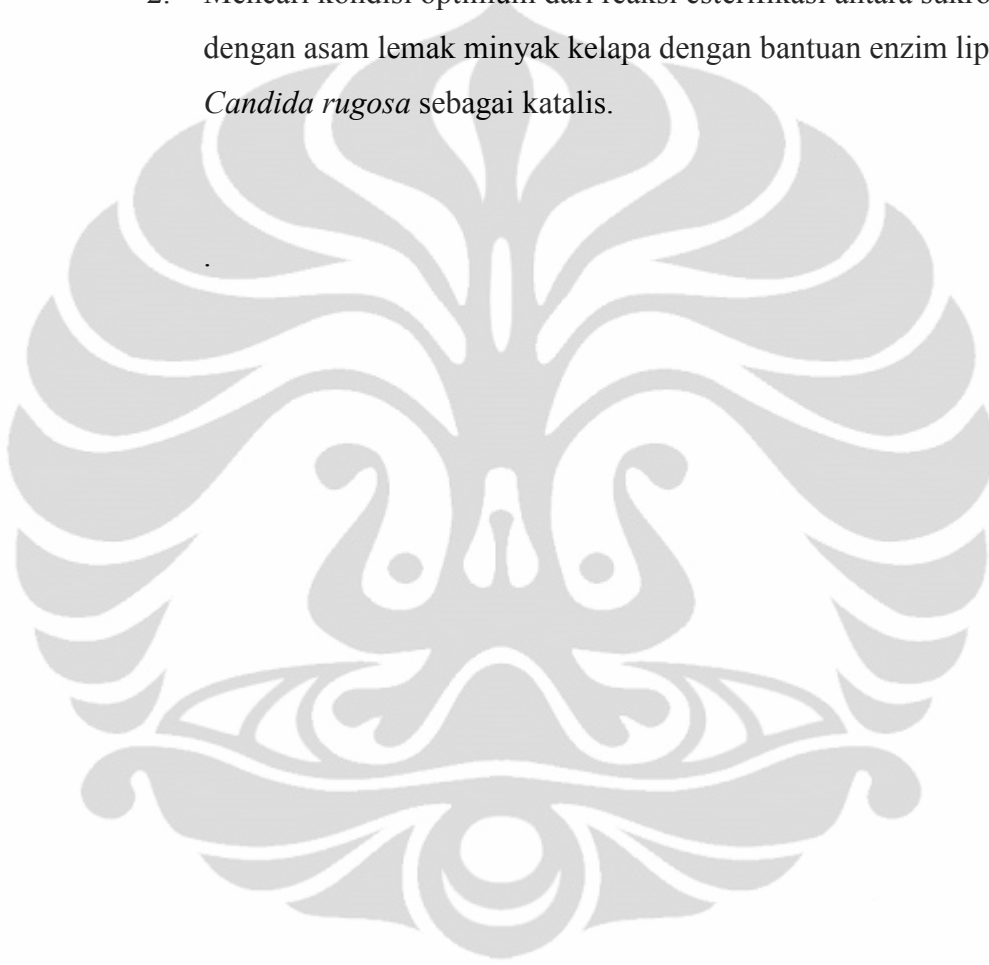 2. Mencari kondisi optimum dari reaksi esterifikasi antara sukro
dengan asam lemak minyak kelapa dengan bantuan enzim lip
Candida rugosa sebagai katalis.
.